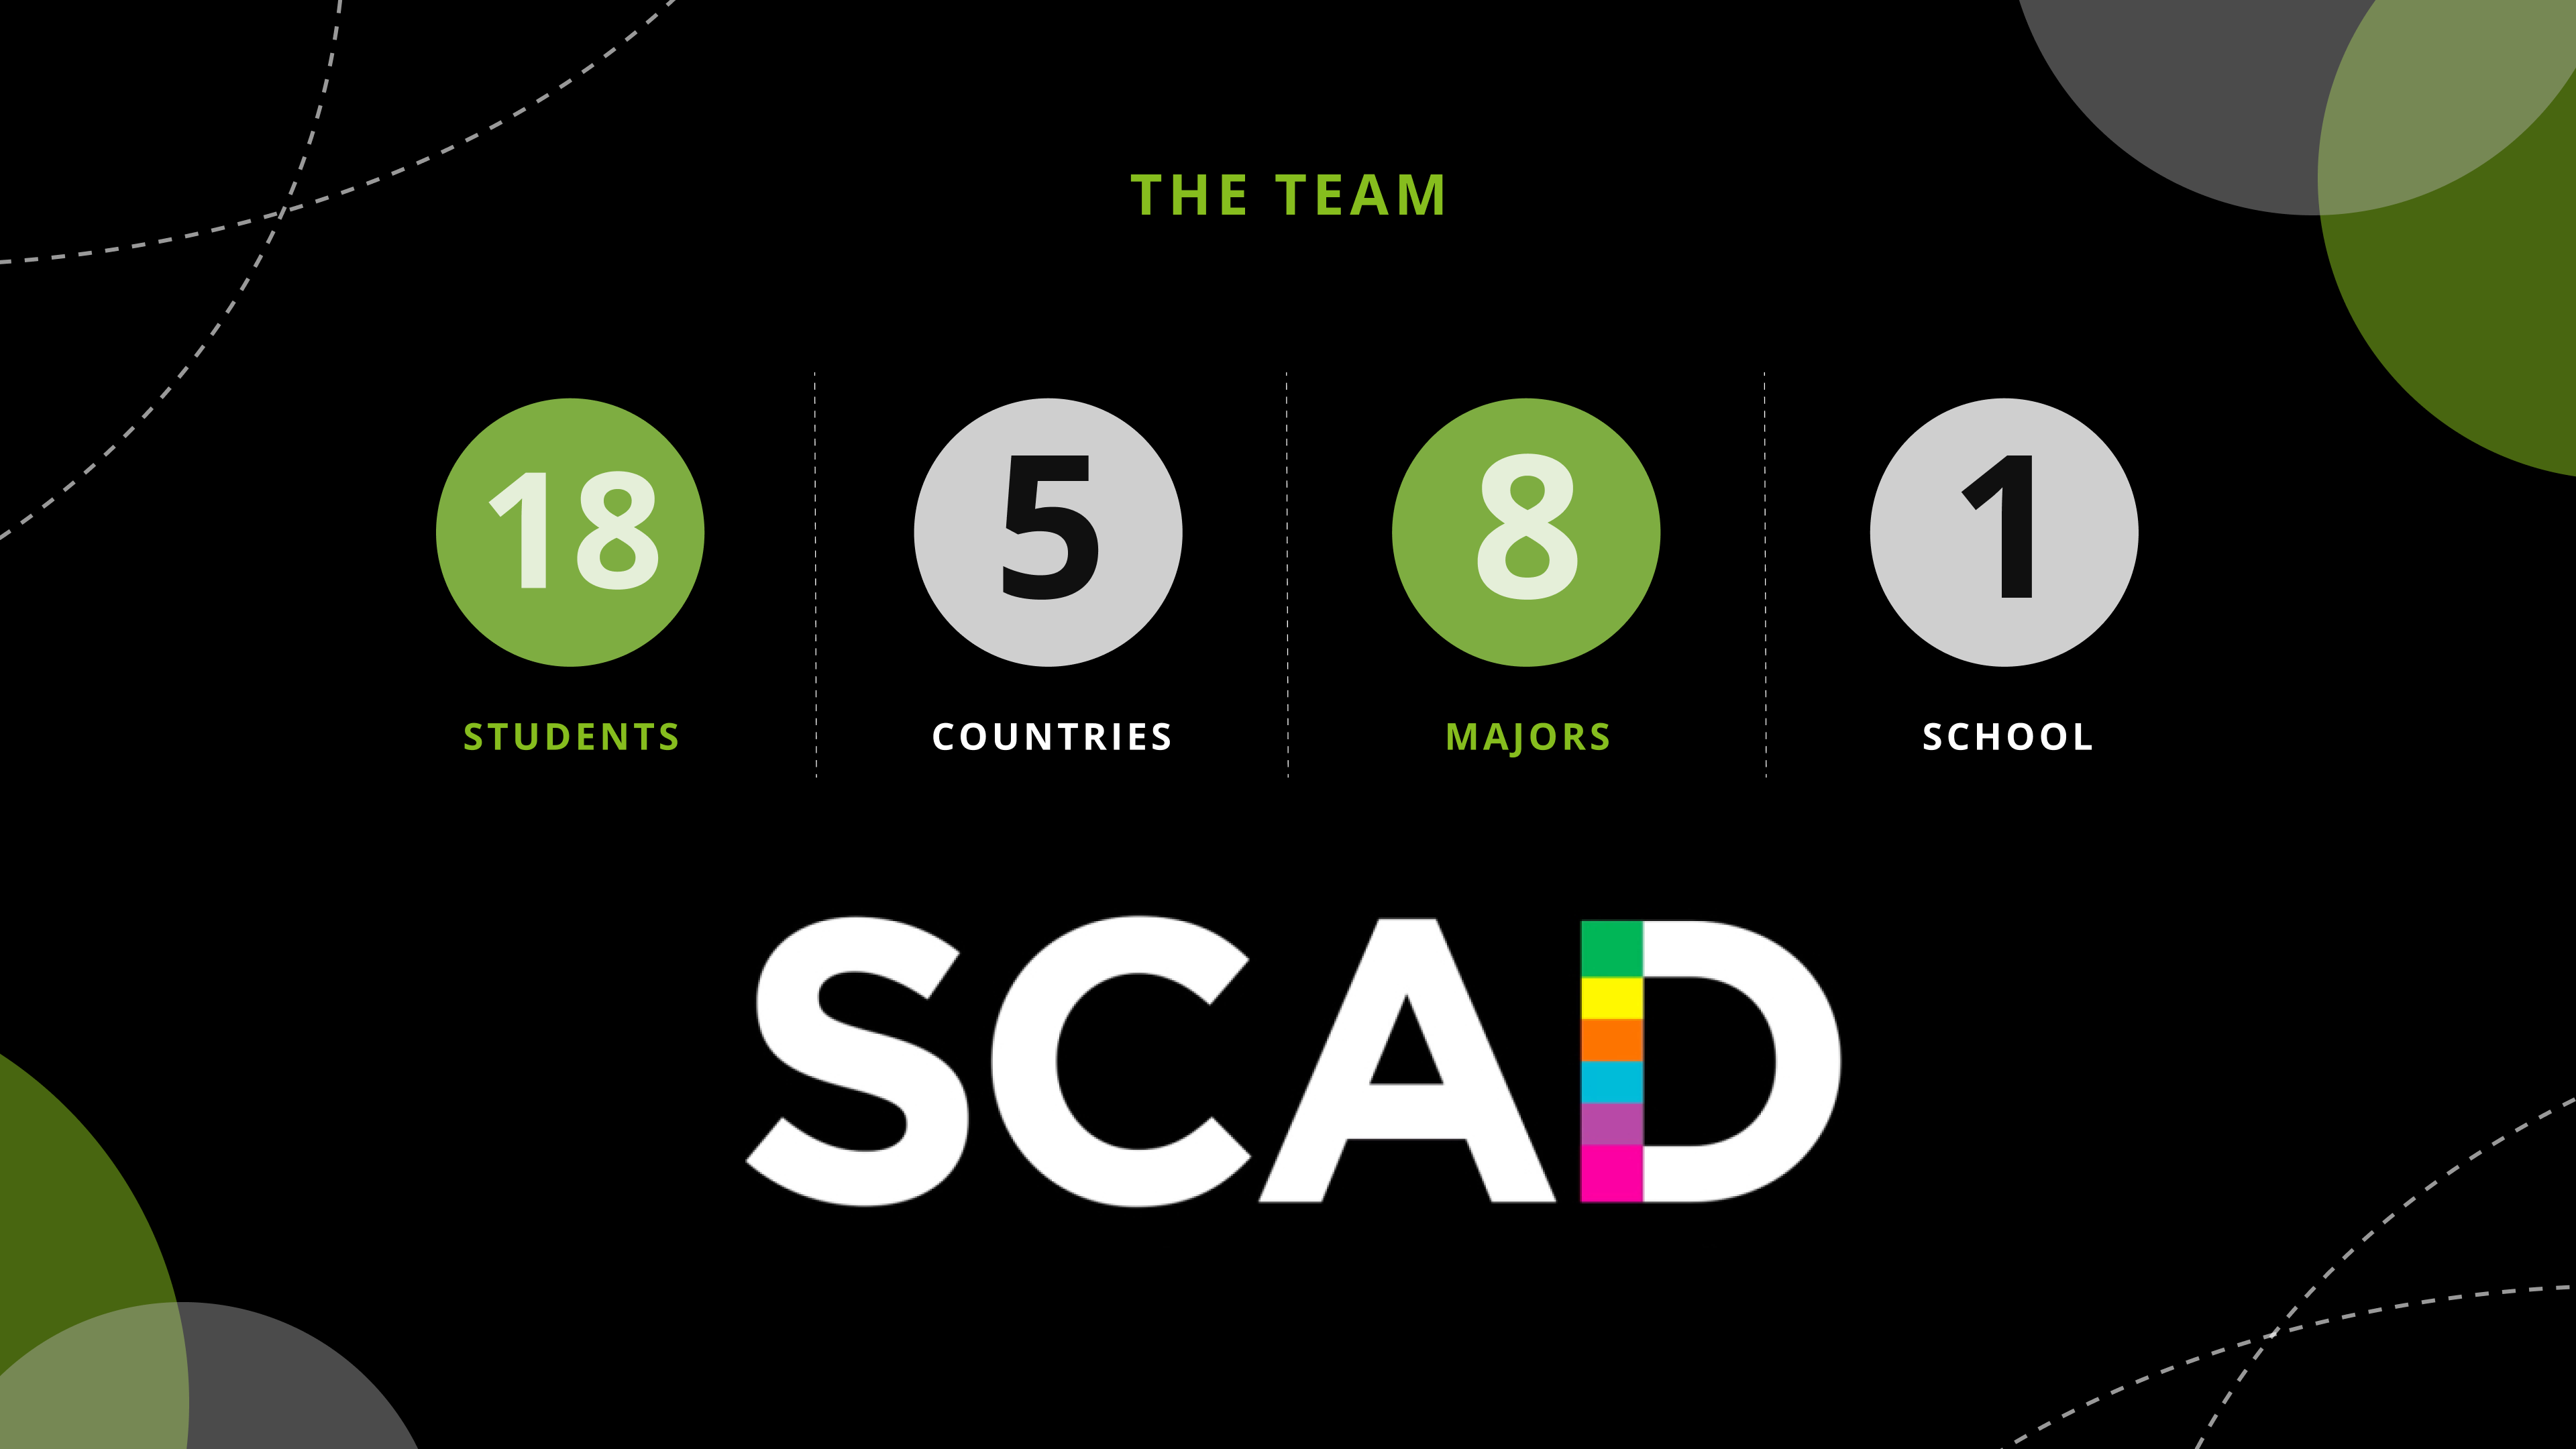 THE TEAM
18
5
8
1
STUDENTS
COUNTRIES
MAJORS
SCHOOL
SCAD